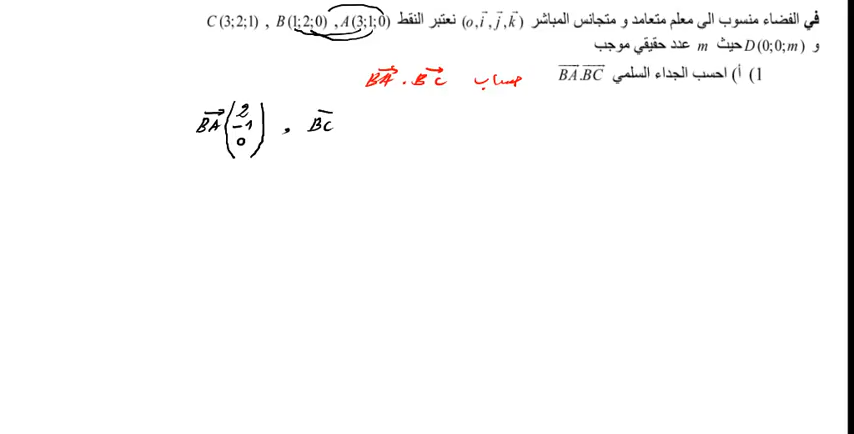 في الفضاء منسوب الى معلم متعامد و متجانس المباشر (o,i,j,k) نعتبر النقط A(3;1;0) , B(1;2;0) , C(3;2;1)
و D(0;0;m) حيث m عدد حقيقي موجب
1) أ) احسب الجداء السلمي BA.BC
حساب BA . BC
BA (2 -1 0) , BC